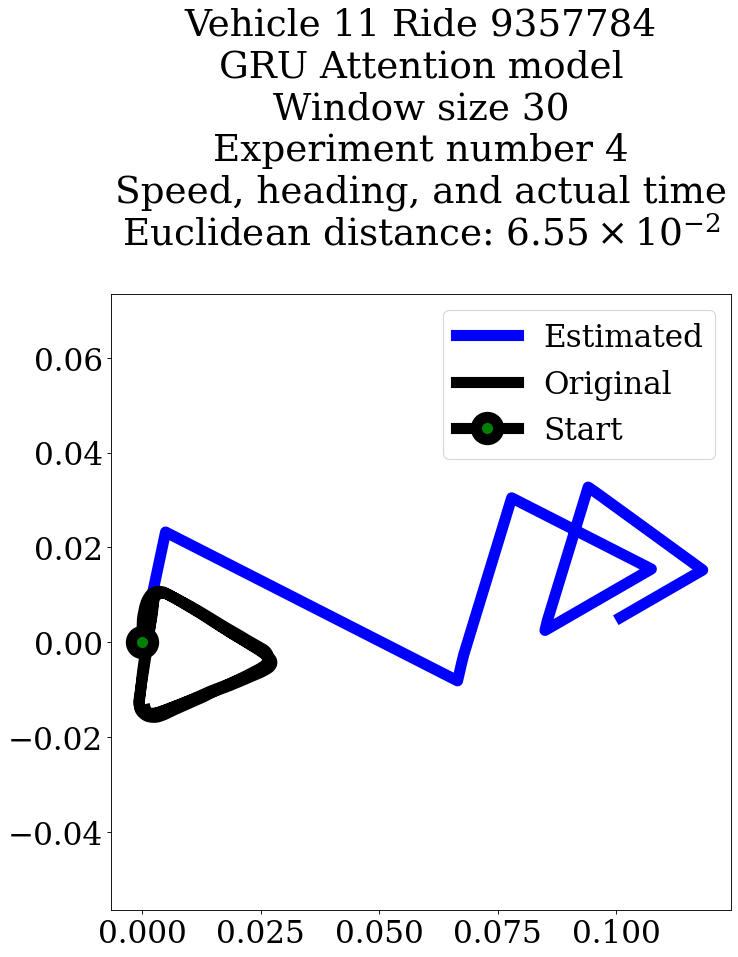 Vehicle 11 Ride 9357784
GRU Attention model
Window size 30
Experiment number 4
Speed, heading, and actual time
Euclidean distance: 6.55 × 10⁻²
Estimated
Original
Start
0.06
0.04
0.02
0.00
−0.02
−0.04
0.000 0.025 0.050 0.075 0.100